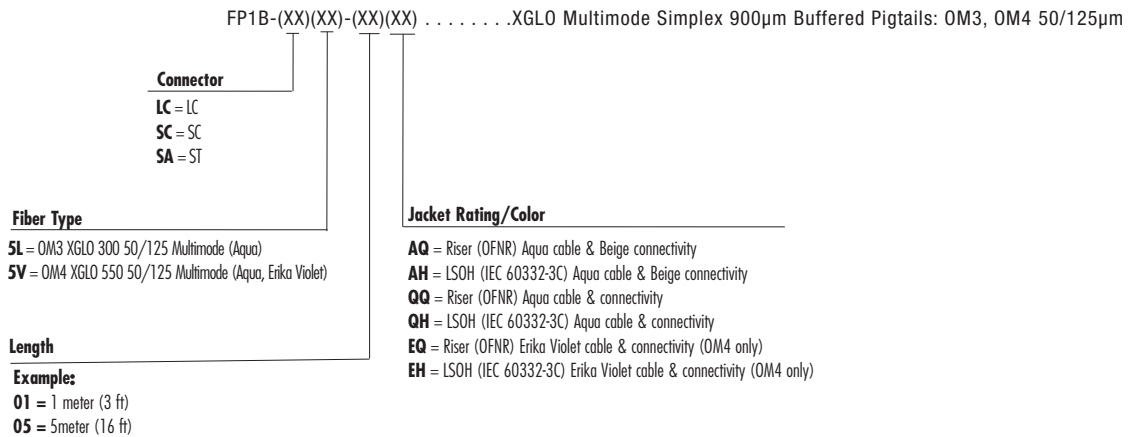 FP1B-(XX)(XX)-(XX)(XX) . . . . . . . .XGLO Multimode Simplex 900µm Buffered Pigtails: OM3, OM4 50/125µm
Connector
LC = LC
SC = SC
SA = ST
Fiber Type
5L = OM3 XGLO 300 50/125 Multimode (Aqua)
5V = OM4 XGLO 550 50/125 Multimode (Aqua, Erika Violet)
Length
Example:
01 = 1 meter (3 ft)
05 = 5meter (16 ft)
Jacket Rating/Color
AQ = Riser (OFNR) Aqua cable & Beige connectivity
AH = LSOH (IEC 60332-3C) Aqua cable & Beige connectivity
QQ = Riser (OFNR) Aqua cable & connectivity
QH = LSOH (IEC 60332-3C) Aqua cable & connectivity
EQ = Riser (OFNR) Erika Violet cable & connectivity (OM4 only)
EH = LSOH (IEC 60332-3C) Erika Violet cable & connectivity (OM4 only)